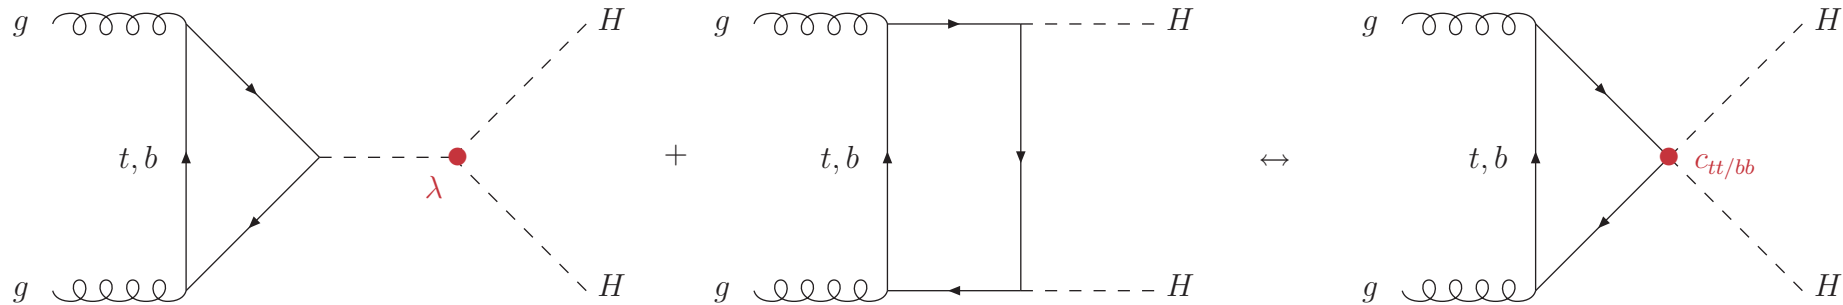 g H g H g H
t, b λ + t, b ↔ t, b c_{tt/bb}
g H g H g H